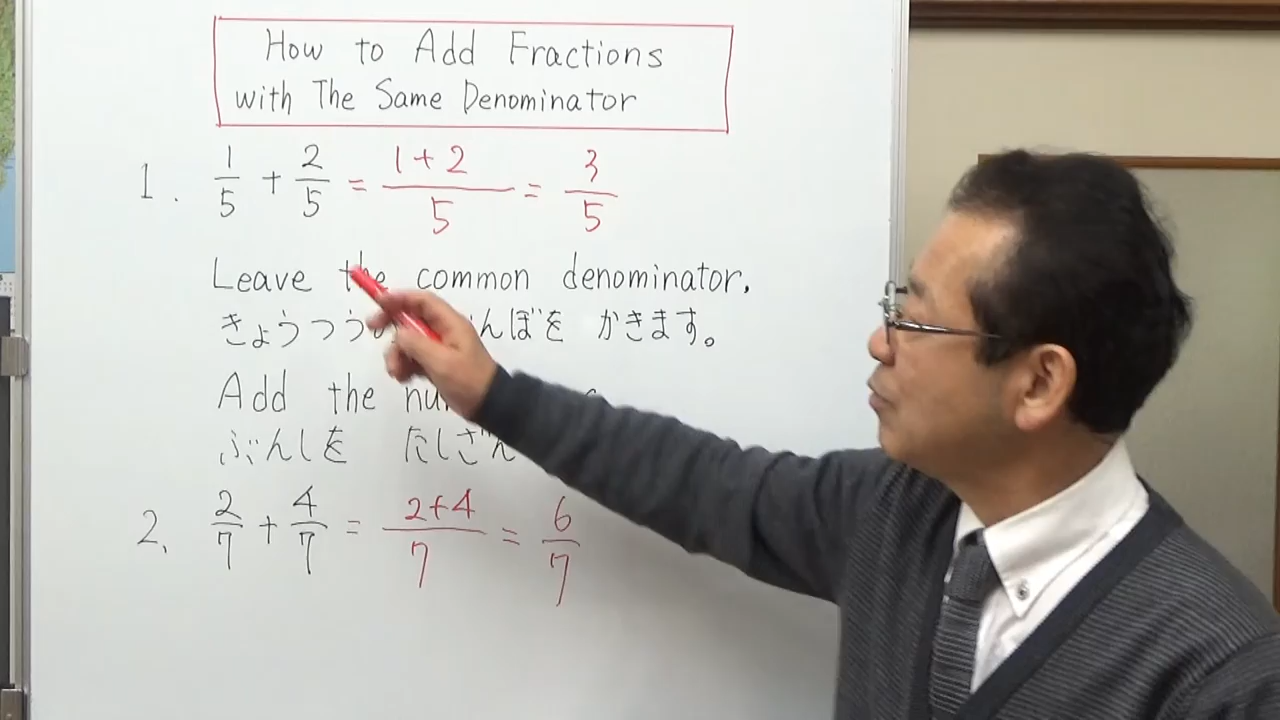 How to Add Fractions
with The Same Denominator
1. 1/5 + 2/5 = 1+2/5 = 3/5
Leave the common denominator.
きょうつう んぼを かきます。
Add the
ぶんしを たしざん
2. 2/7 + 4/7 = 2+4/7 = 6/7